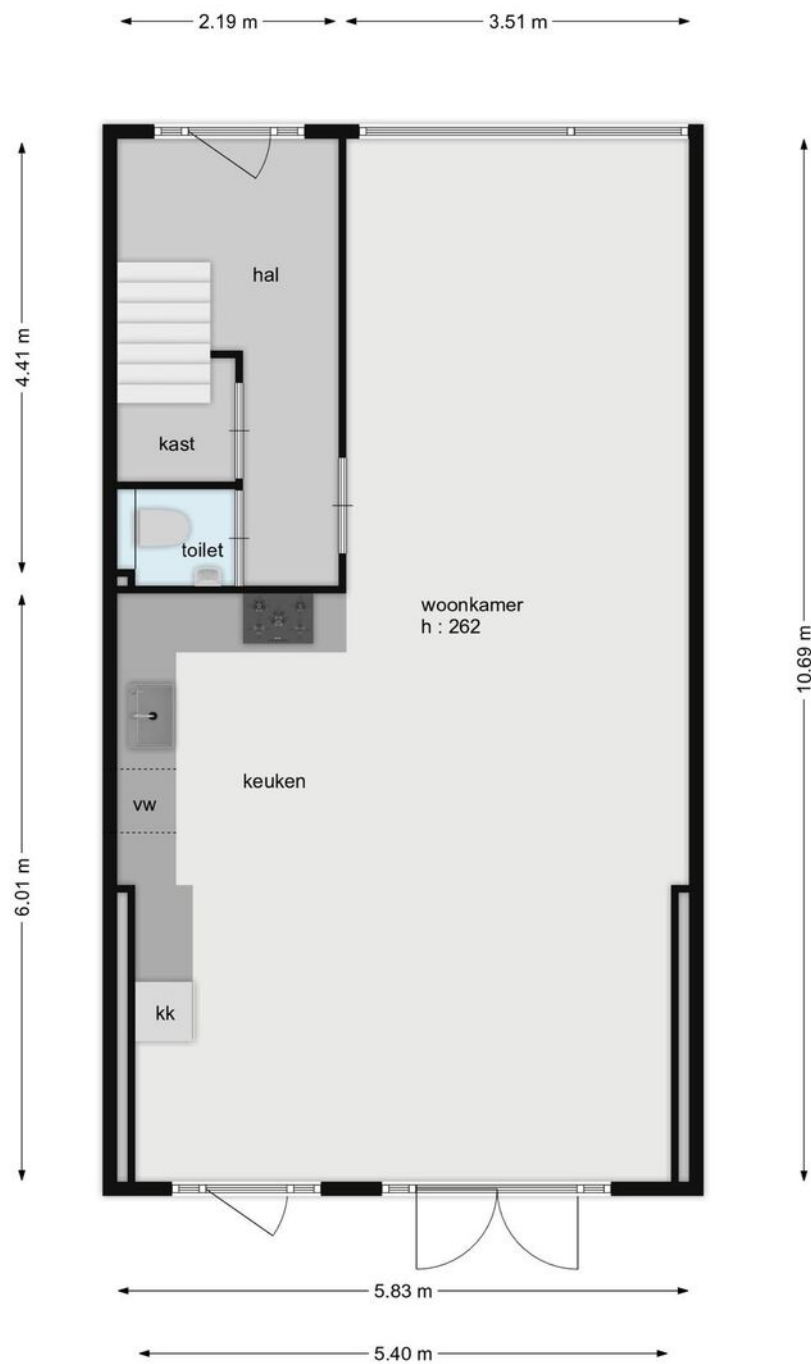 2.19 m
3.51 m
hal
4.41 m
kast
toilet
woonkamer
h : 262
10.69 m
keuken
vw
6.01 m
kk
5.83 m
5.40 m